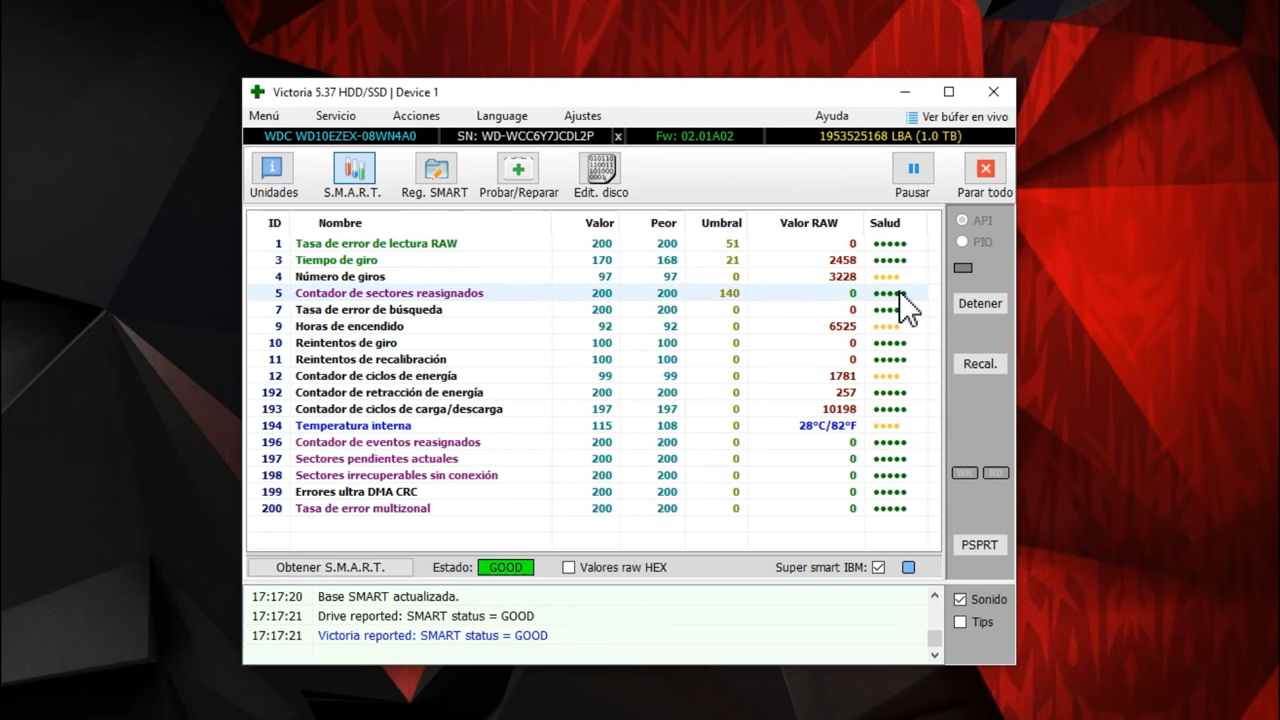 Victoria 5.37 HDD/SSD | Device 1
Menú Servicio Acciones Language Ajustes Ayuda Ver búfer en vivo
WDC WD10EZEX-08WN4A0 SN: WD-WCC6Y7JCDL2P x Fw: 02.01A02 1953525168 LBA (1.0 TB)
Unidades S.M.A.R.T. Reg. SMART Probar/Reparar Edit. disco Pausar Parar todo
ID Nombre Valor Peor Umbral Valor RAW Salud
1 Tasa de error de lectura RAW 200 200 51 0
3 Tiempo de giro 170 168 21 2458
4 Número de giros 97 97 0 3228
5 Contador de sectores reasignados 200 200 140 0
7 Tasa de error de búsqueda 200 200 0 0
9 Horas de encendido 92 92 0 6525
10 Reintentos de giro 100 100 0 0
11 Reintentos de recalibración 100 100 0 0
12 Contador de ciclos de energía 99 99 0 1781
192 Contador de retracción de energía 200 200 0 257
193 Contador de ciclos de carga/descarga 197 197 0 10198
194 Temperatura interna 115 108 0 28°C/82°F
196 Contador de eventos reasignados 200 200 0 0
197 Sectores pendientes actuales 200 200 0 0
198 Sectores irrecuperables sin conexión 200 200 0 0
199 Errores ultra DMA CRC 200 200 0 0
200 Tasa de error multizonal 200 200 0 0
API
PIO
Detener
Recal.
WR RD
PSPRT
Obtener S.M.A.R.T. Estado: GOOD Valores raw HEX Super smart IBM:
17:17:20 Base SMART actualizada.
17:17:21 Drive reported: SMART status = GOOD
17:17:21 Victoria reported: SMART status = GOOD
Sonido
Tips